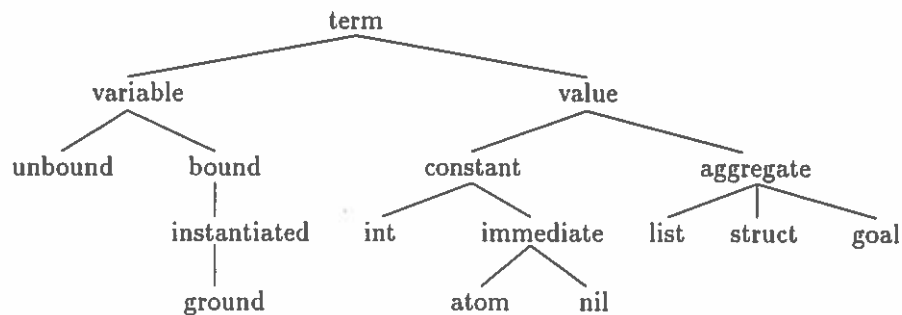 term
variable value
unbound bound constant aggregate
instantiated int immediate list struct goal
ground atom nil